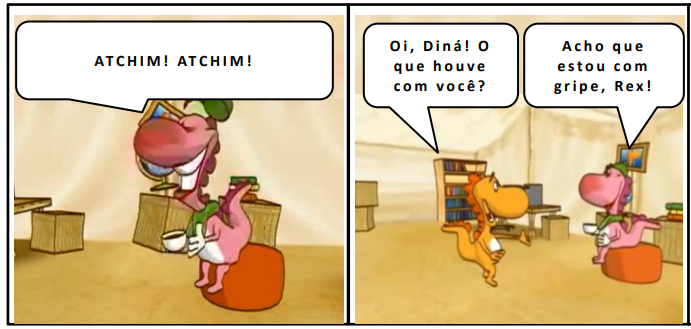 ATCHIM! ATCHIM!
Oi, Diná! O
que houve
com você?
Acho que
estou com
gripe, Rex!